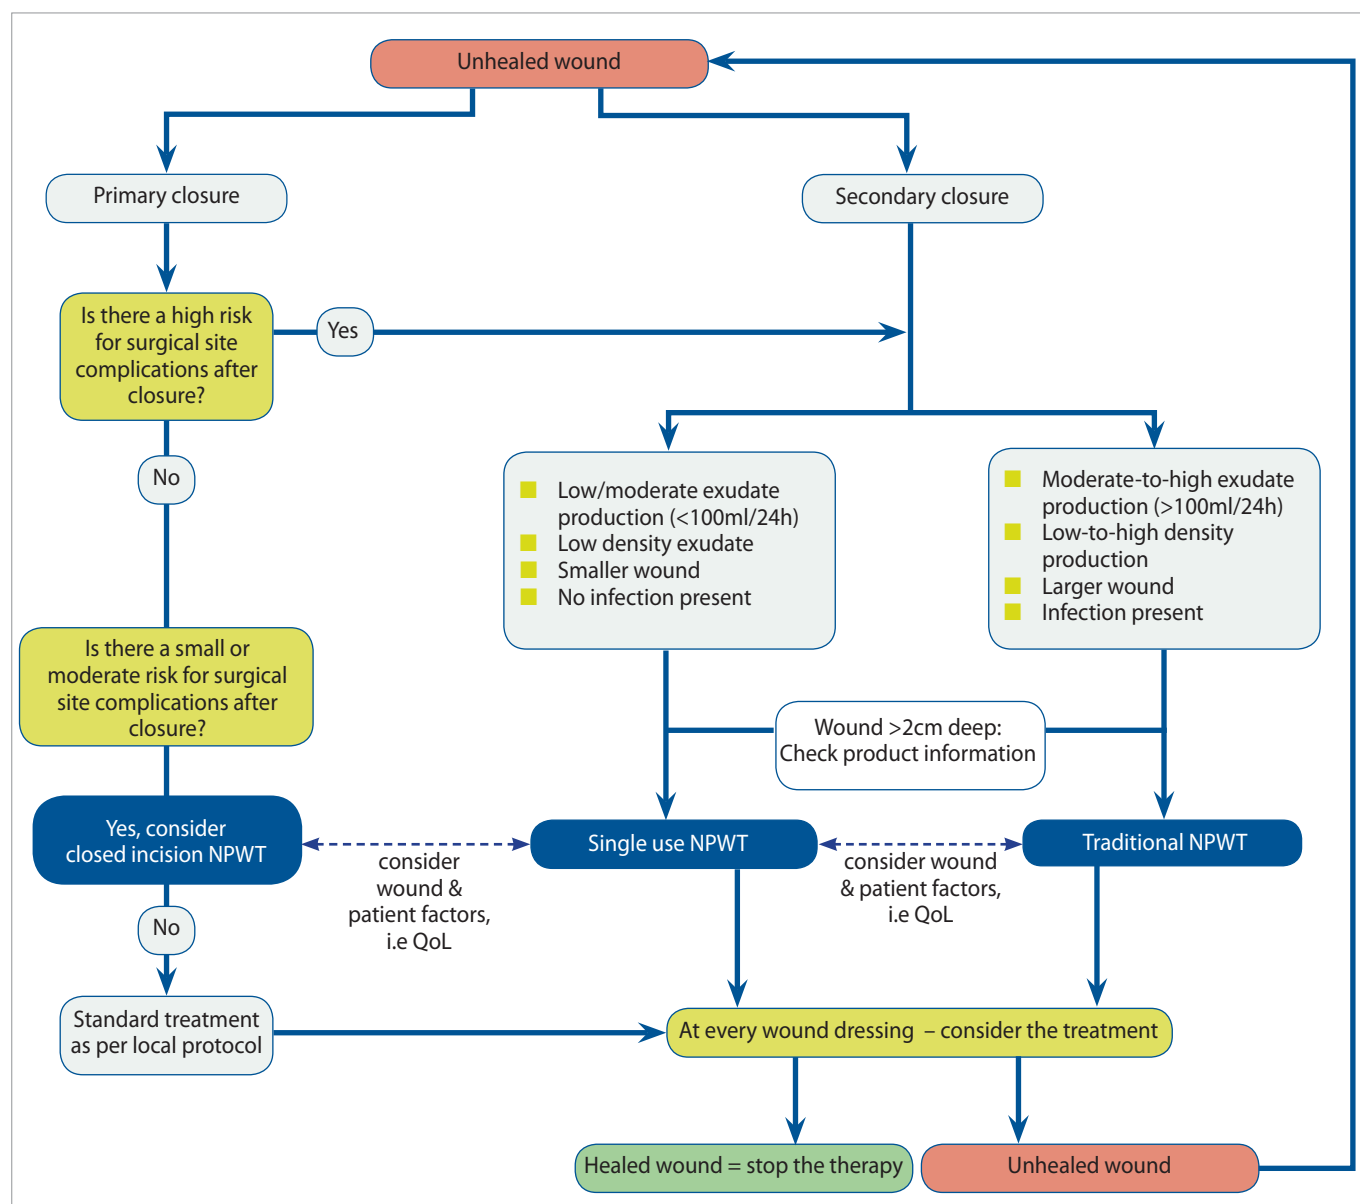 Unhealed wound
Primary closure
Secondary closure
Is there a high risk
for surgical site
complications after
closure?
Yes
No
Low/moderate exudate
production (<100ml/24h)
Low density exudate
Smaller wound
No infection present
Moderate-to-high exudate
production (>100ml/24h)
Low-to-high density
production
Larger wound
Infection present
Is there a small or
moderate risk for surgical
site complications after
closure?
Wound >2cm deep:
Check product information
Yes, consider
closed incision NPWT
consider
wound &
patient factors,
i.e QoL
Single use NPWT
consider wound
& patient factors,
i.e QoL
Traditional NPWT
No
Standard treatment
as per local protocol
At every wound dressing – consider the treatment
Healed wound = stop the therapy
Unhealed wound